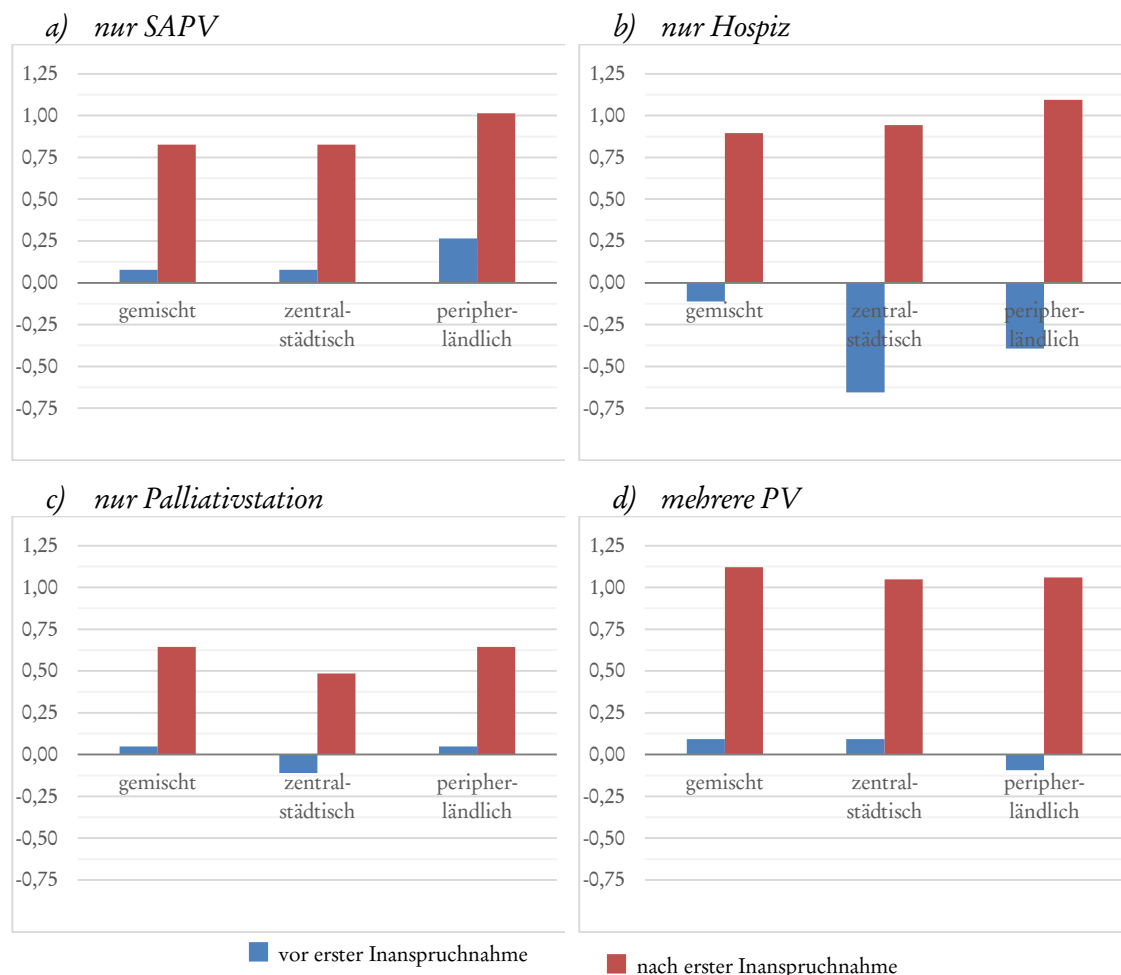 a) nur SAPV
1,25
1,00
0,75
0,50
0,25
0,00
-0,25
-0,50
-0,75
gemischt
zentral-
städtisch
peripher-
ländlich
b) nur Hospiz
1,25
1,00
0,75
0,50
0,25
0,00
-0,25
-0,50
-0,75
gemischt
zentral-
städtisch
peripher-
ländlich
c) nur Palliativstation
1,25
1,00
0,75
0,50
0,25
0,00
-0,25
-0,50
-0,75
gemischt
zentral-
städtisch
peripher-
ländlich
d) mehrere PV
1,25
1,00
0,75
0,50
0,25
0,00
-0,25
-0,50
-0,75
gemischt
zentral-
städtisch
peripher-
ländlich
vor erster Inanspruchnahme
nach erster Inanspruchnahme